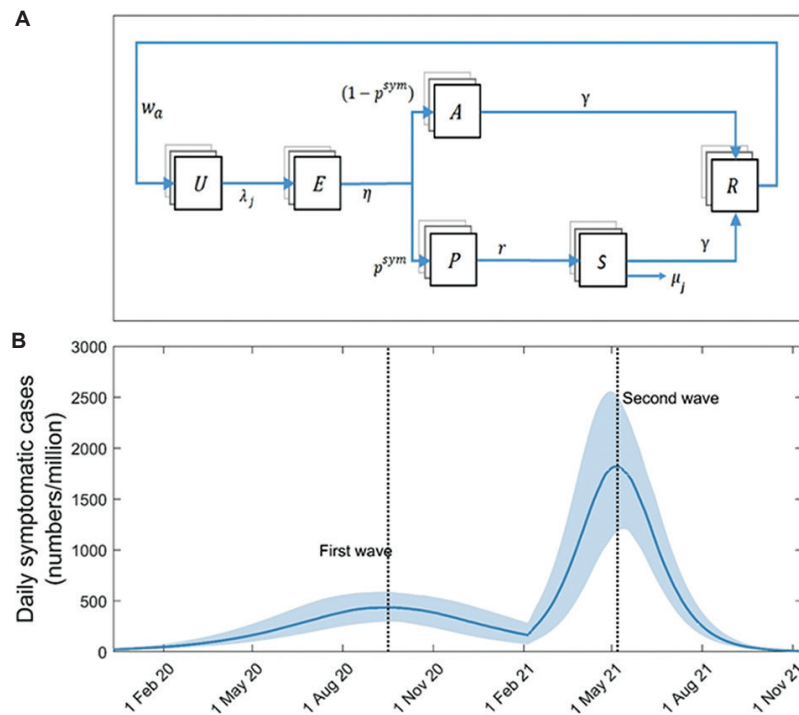 A
w_a
(1 − p^{sym})
A
γ
U
λ_j
E
η
R
p^{sym}
P
r
S
γ
μ_j
B
Daily symptomatic cases
(numbers/million)
3000
2500
2000
1500
1000
500
0
First wave
Second wave
1 Feb 20
1 May 20
1 Aug 20
1 Nov 20
1 Feb 21
1 May 21
1 Aug 21
1 Nov 21